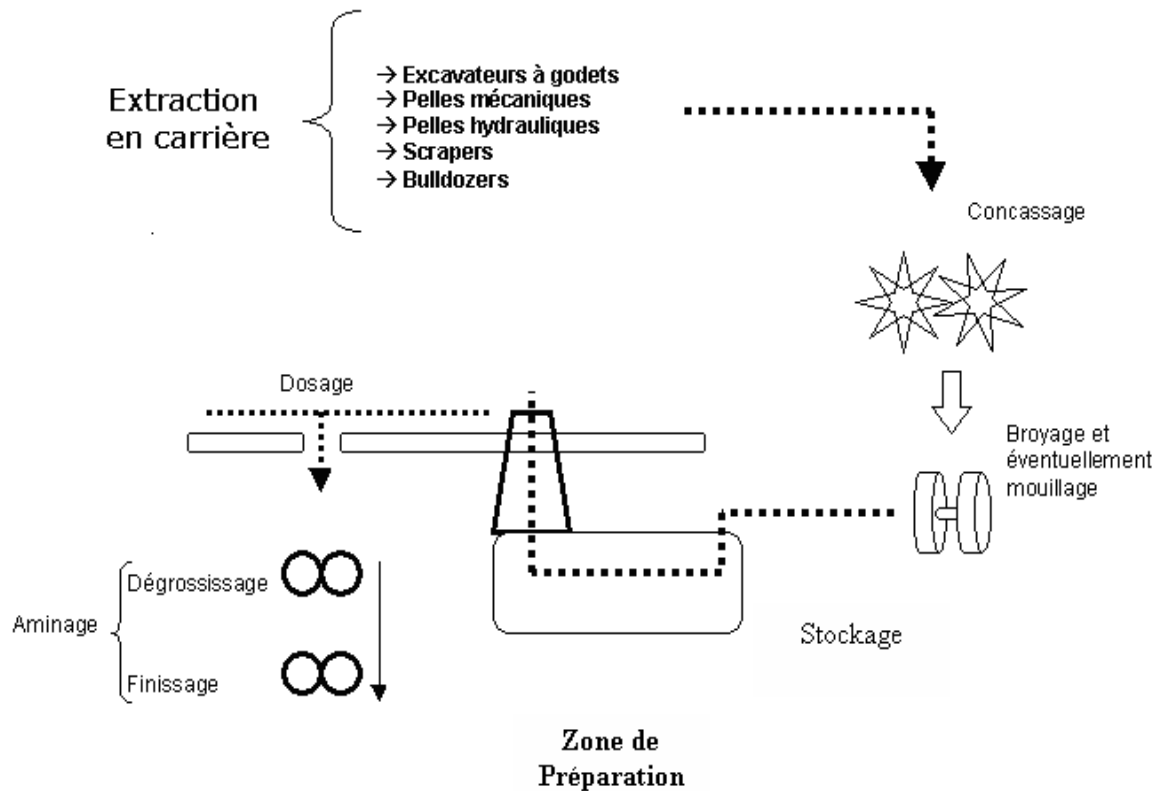 Extraction
en carrière
→ Excavateurs à godets
→ Pelles mécaniques
→ Pelles hydrauliques
→ Scrapers
→ Bulldozers
Concassage
Dosage
Broyage et
éventuellement
mouillage
Dégrossissage
Aminage
Finissage
Stockage
Zone de
Préparation